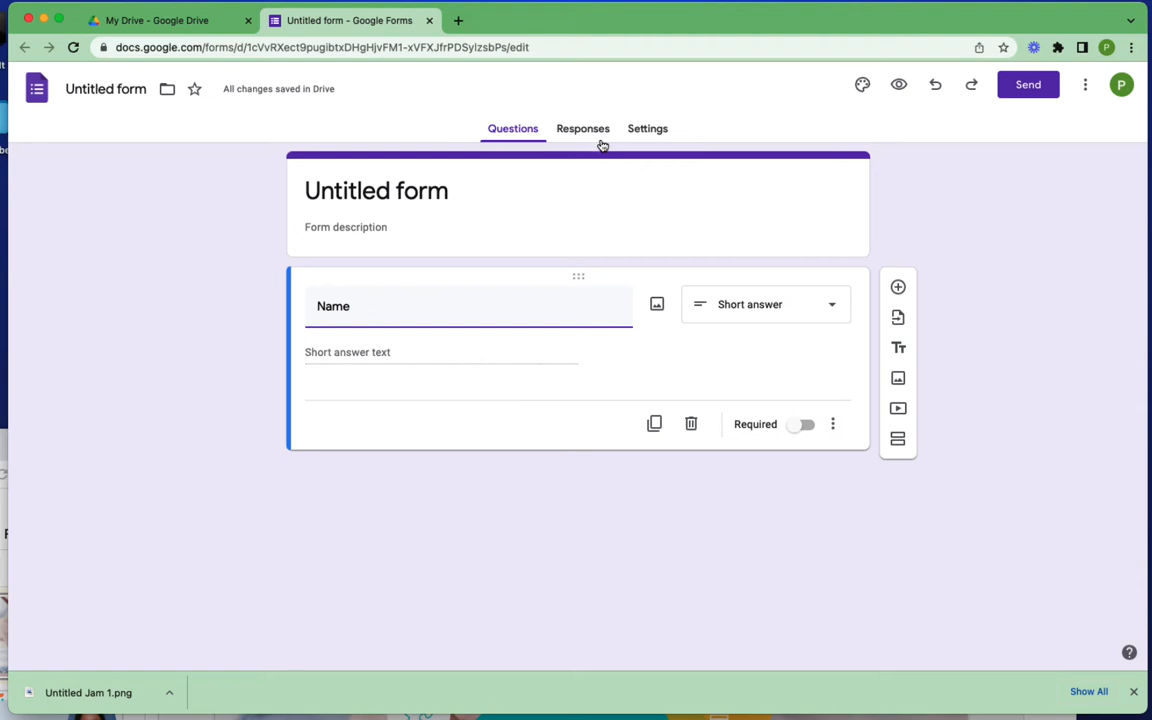 My Drive - Google Drive
Untitled form - Google Forms
docs.google.com/forms/d/1cVvRXect9pugibtxDHgHjvFM1-xVFXJfrPDSylzsbPs/edit
P
Untitled form
All changes saved in Drive
Send
P
Questions
Responses
Settings
Untitled form
Form description
Name
Short answer
Short answer text
Required
Untitled Jam 1.png
Show All